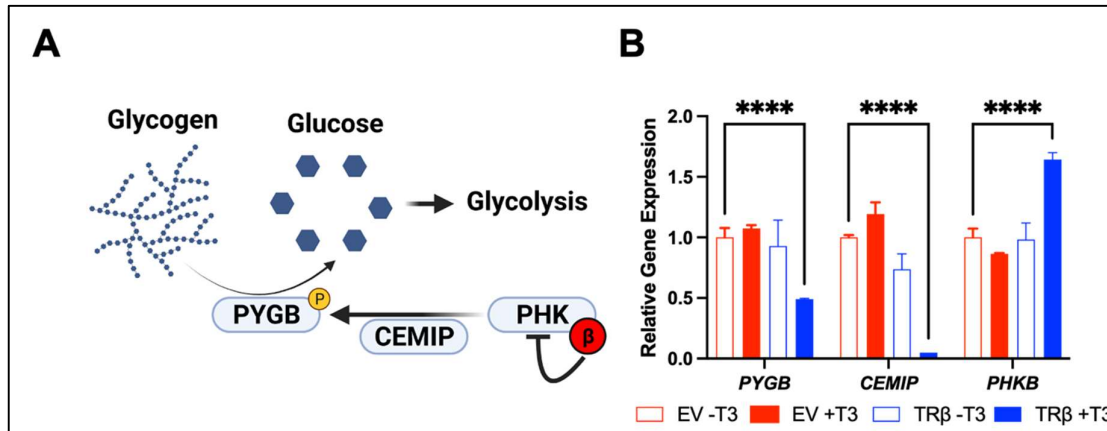 A
Glycogen
Glucose
Glycolysis
PYGB
P
CEMIP
PHK
β
B
Relative Gene Expression
2.0
1.5
1.0
0.5
0.0
**** **** ****
PYGB CEMIP PHKB
EV -T3 EV +T3 TRβ -T3 TRβ +T3